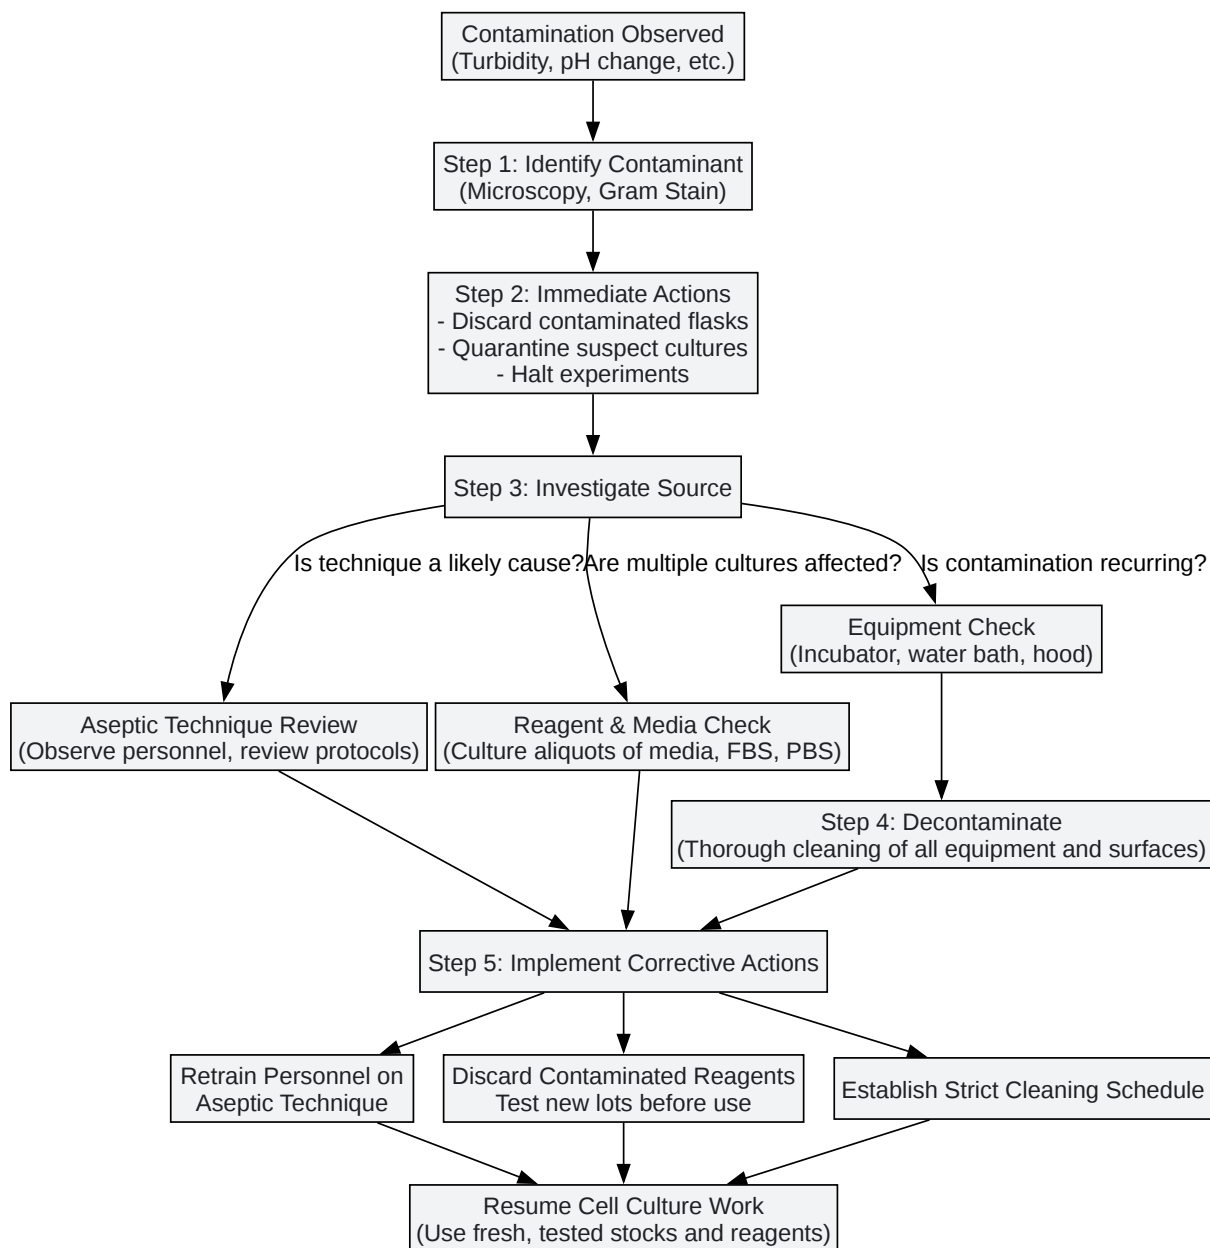 Contamination Observed
(Turbidity, pH change, etc.)
Step 1: Identify Contaminant
(Microscopy, Gram Stain)
Step 2: Immediate Actions
- Discard contaminated flasks
- Quarantine suspect cultures
- Halt experiments
Step 3: Investigate Source
Is technique a likely cause?
Are multiple cultures affected?
Is contamination recurring?
Equipment Check
(Incubator, water bath, hood)
Aseptic Technique Review
(Observe personnel, review protocols)
Reagent & Media Check
(Culture aliquots of media, FBS, PBS)
Step 4: Decontaminate
(Thorough cleaning of all equipment and surfaces)
Step 5: Implement Corrective Actions
Retrain Personnel on
Aseptic Technique
Discard Contaminated Reagents
Test new lots before use
Establish Strict Cleaning Schedule
Resume Cell Culture Work
(Use fresh, tested stocks and reagents)